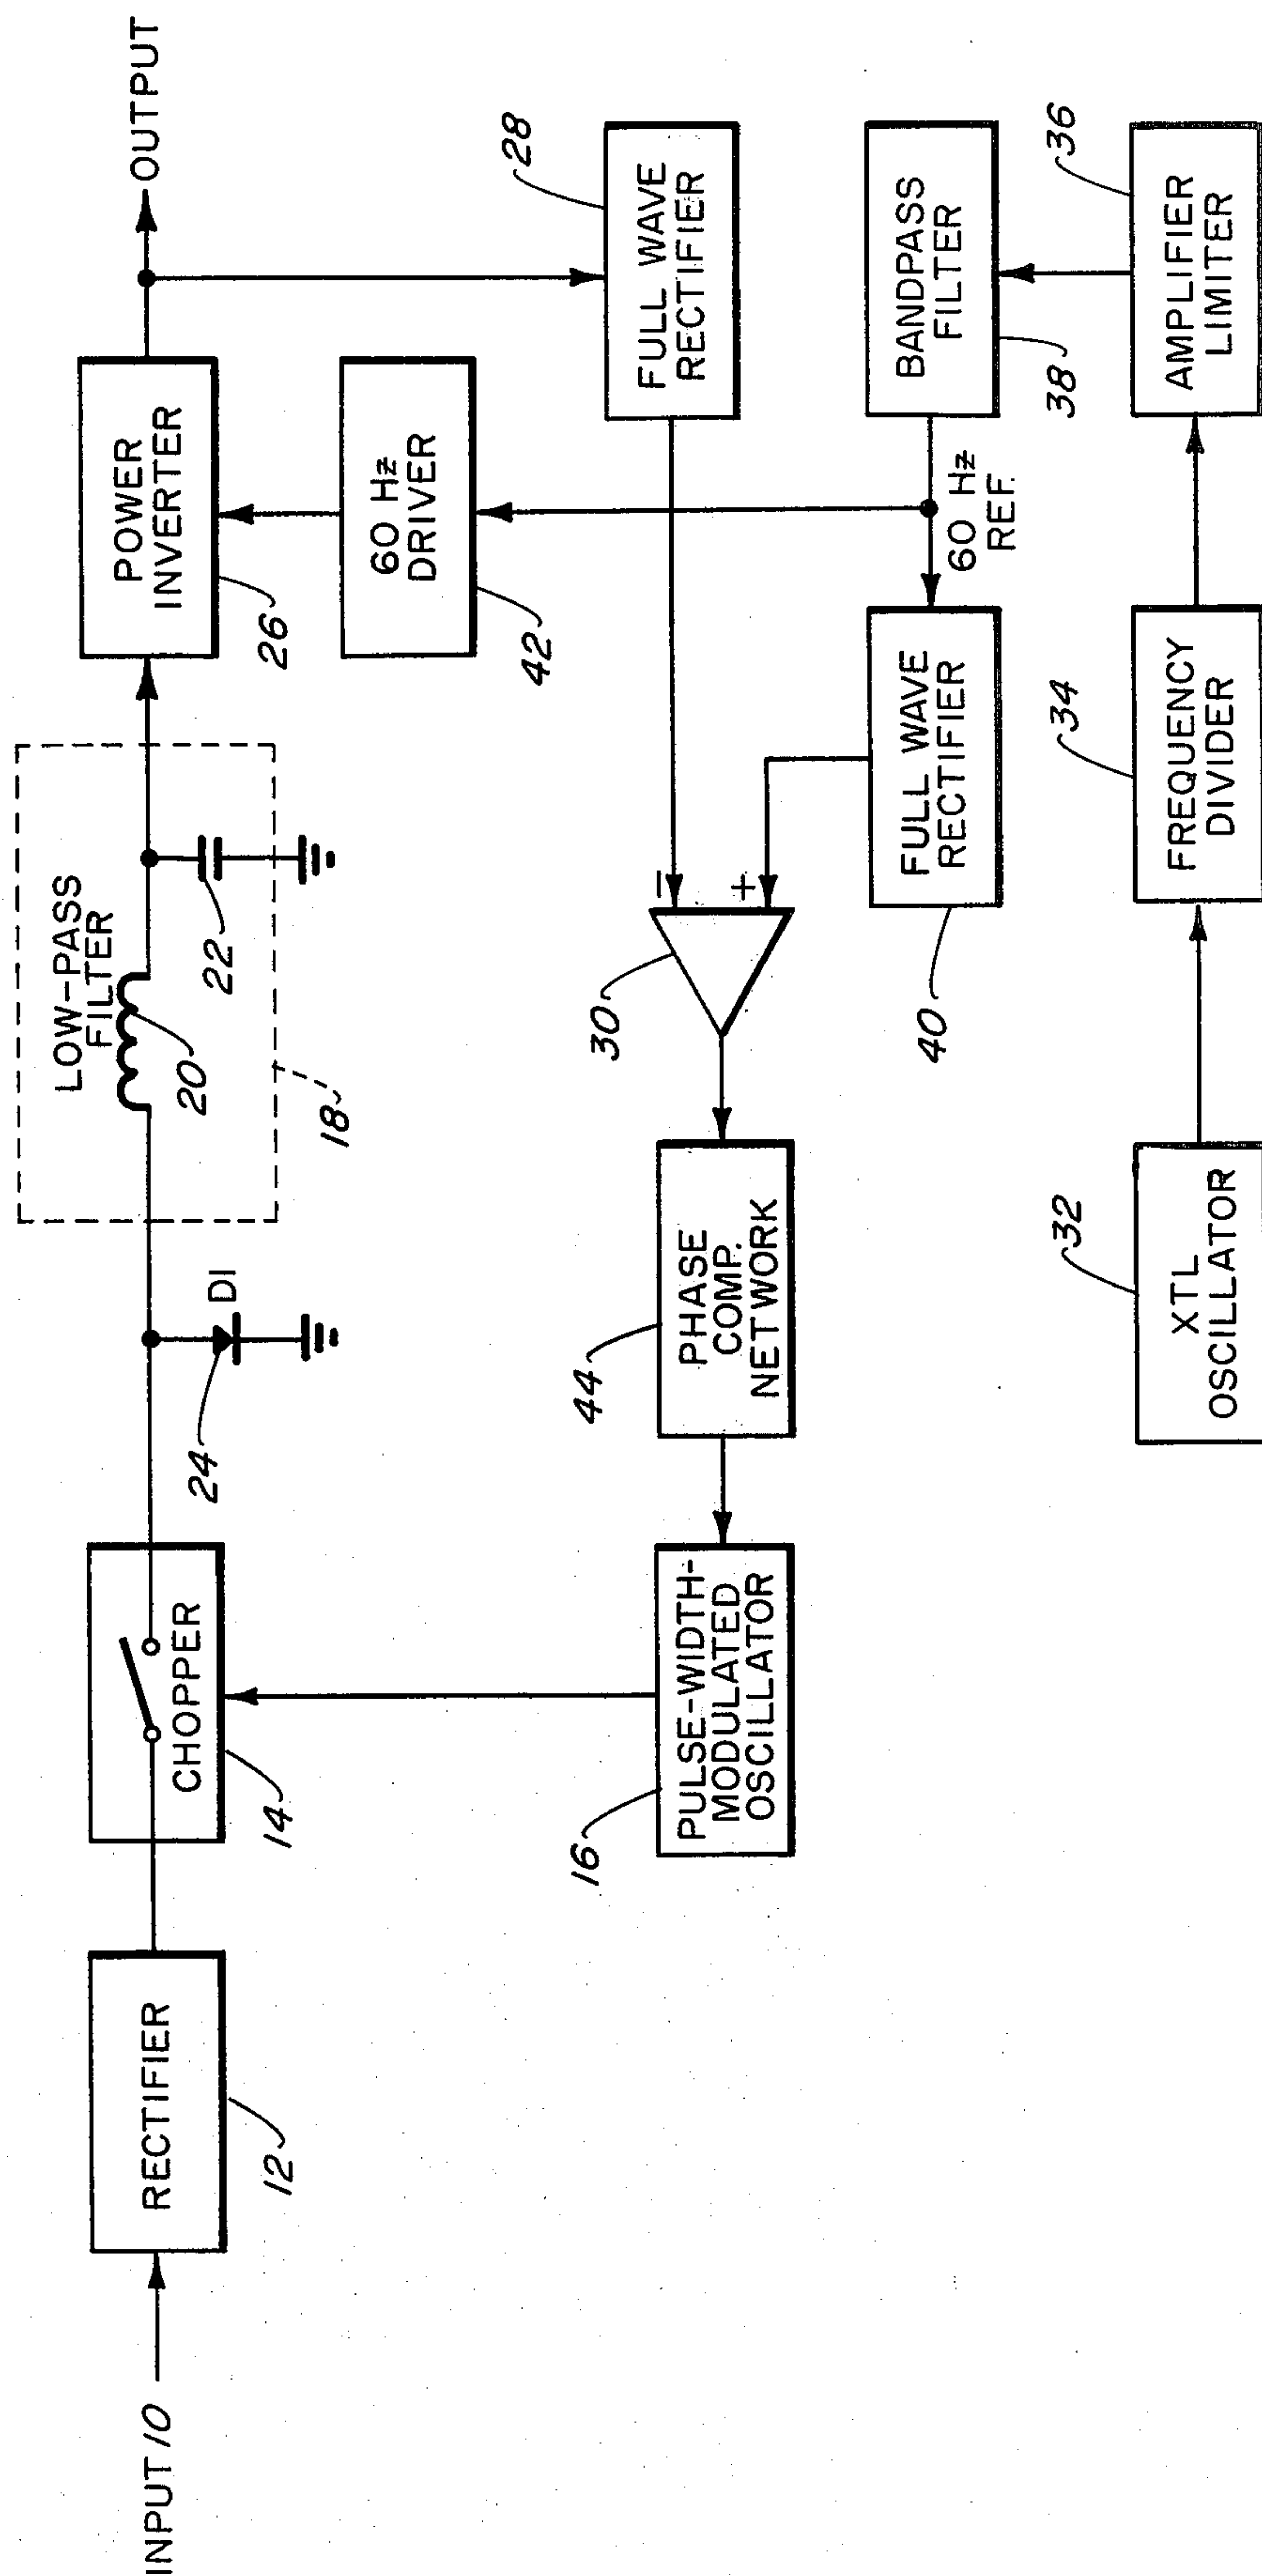 INPUT 10
RECTIFIER
12
CHOPPER
14
24
D1
LOW-PASS
FILTER
20
22
18
POWER
INVERTER
26
OUTPUT
60 Hz
DRIVER
42
FULL WAVE
RECTIFIER
28
PULSE-WIDTH-
MODULATED
OSCILLATOR
16
PHASE
COMP.
NETWORK
44
30
-
+
FULL WAVE
RECTIFIER
40
60 Hz
REF.
BANDPASS
FILTER
38
XTL
OSCILLATOR
32
FREQUENCY
DIVIDER
34
AMPLIFIER
LIMITER
36